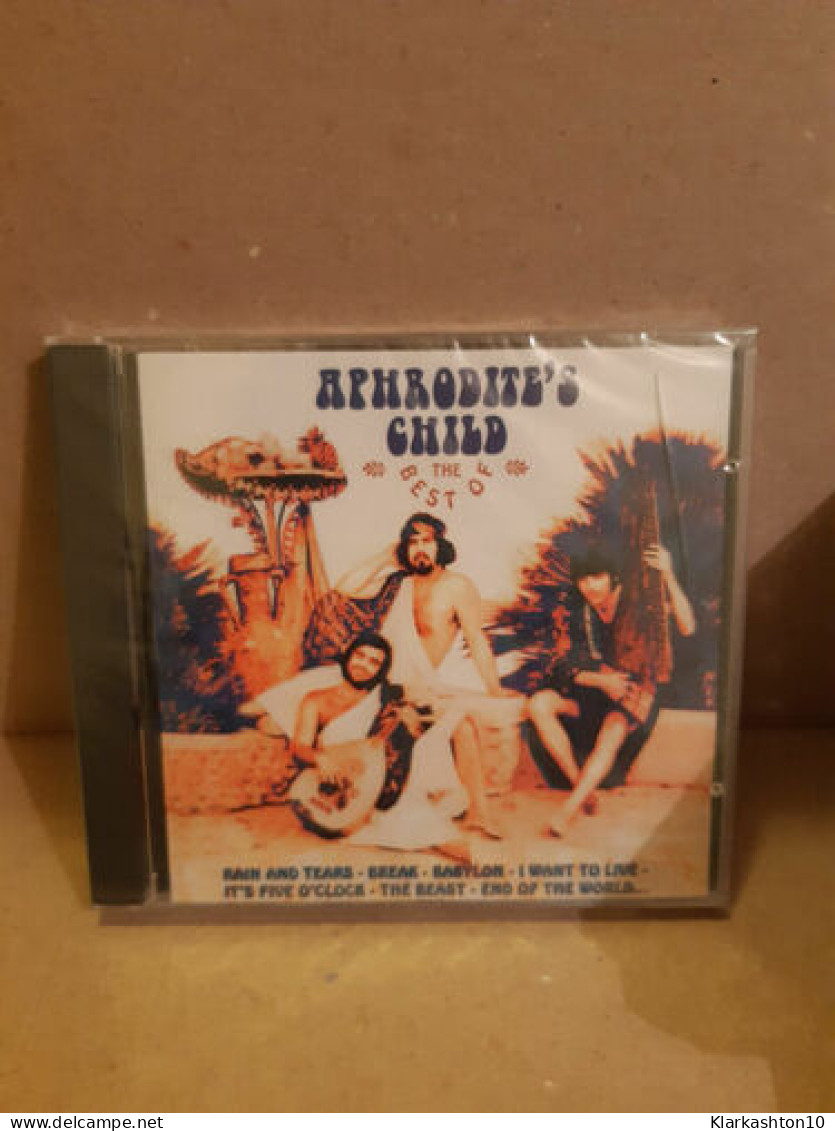 APHRODITE'S
CHILD
THE
BEST OF
RAIN AND TEARS - BREAK - BABYLON - I WANT TO LIVE -
IT'S FIVE O'CLOCK - THE BEAST - END OF THE WORLD...
delcampe.net
Klarkashton10